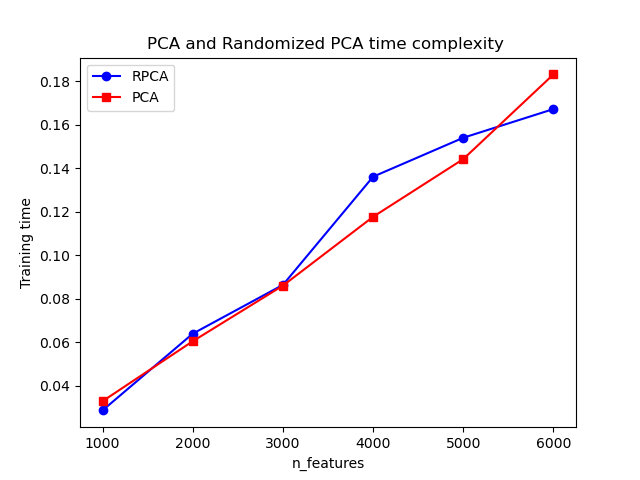 PCA and Randomized PCA time complexity
RPCA
PCA
Training time
0.18
0.16
0.14
0.12
0.10
0.08
0.06
0.04
1000 2000 3000 4000 5000 6000
n_features